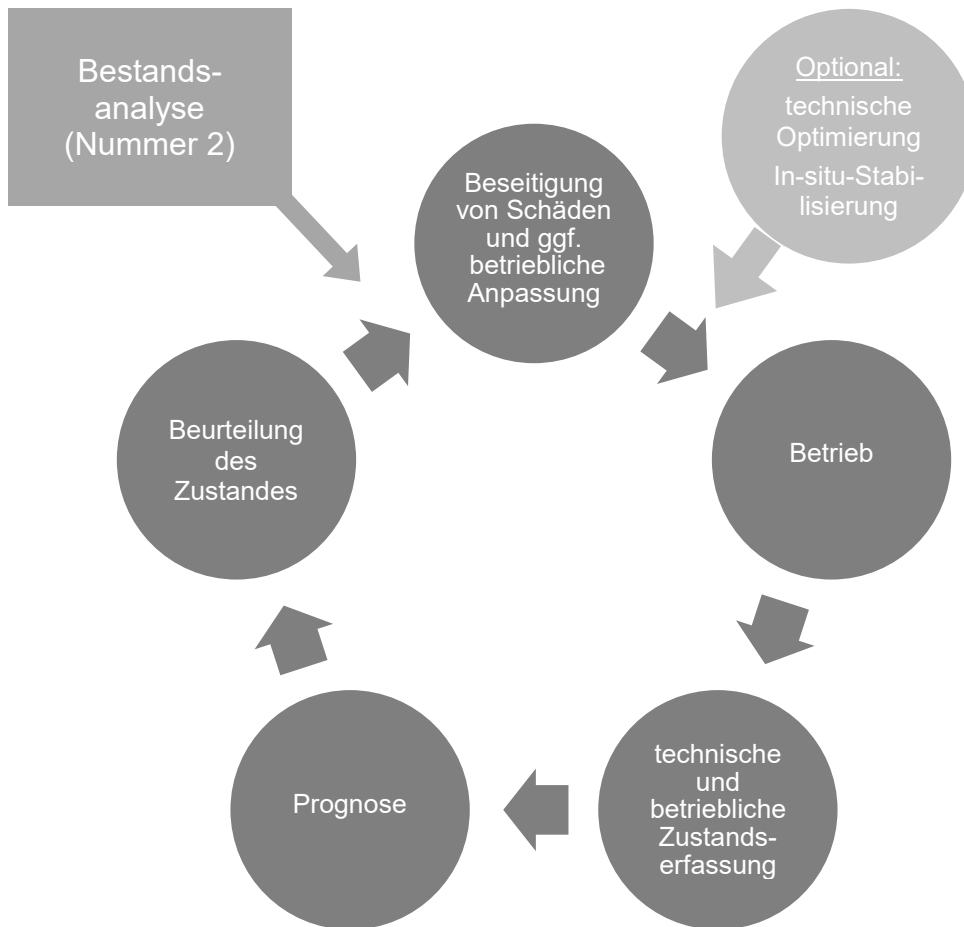 Bestands-
analyse
(Nummer 2)
Optional:
technische
Optimierung
In-situ-Stabi-
lisierung
Beseitigung
von Schäden
und ggf.
betriebliche
Anpassung
Beurteilung
des
Zustandes
Betrieb
Prognose
technische
und
betriebliche
Zustands-
erfassung